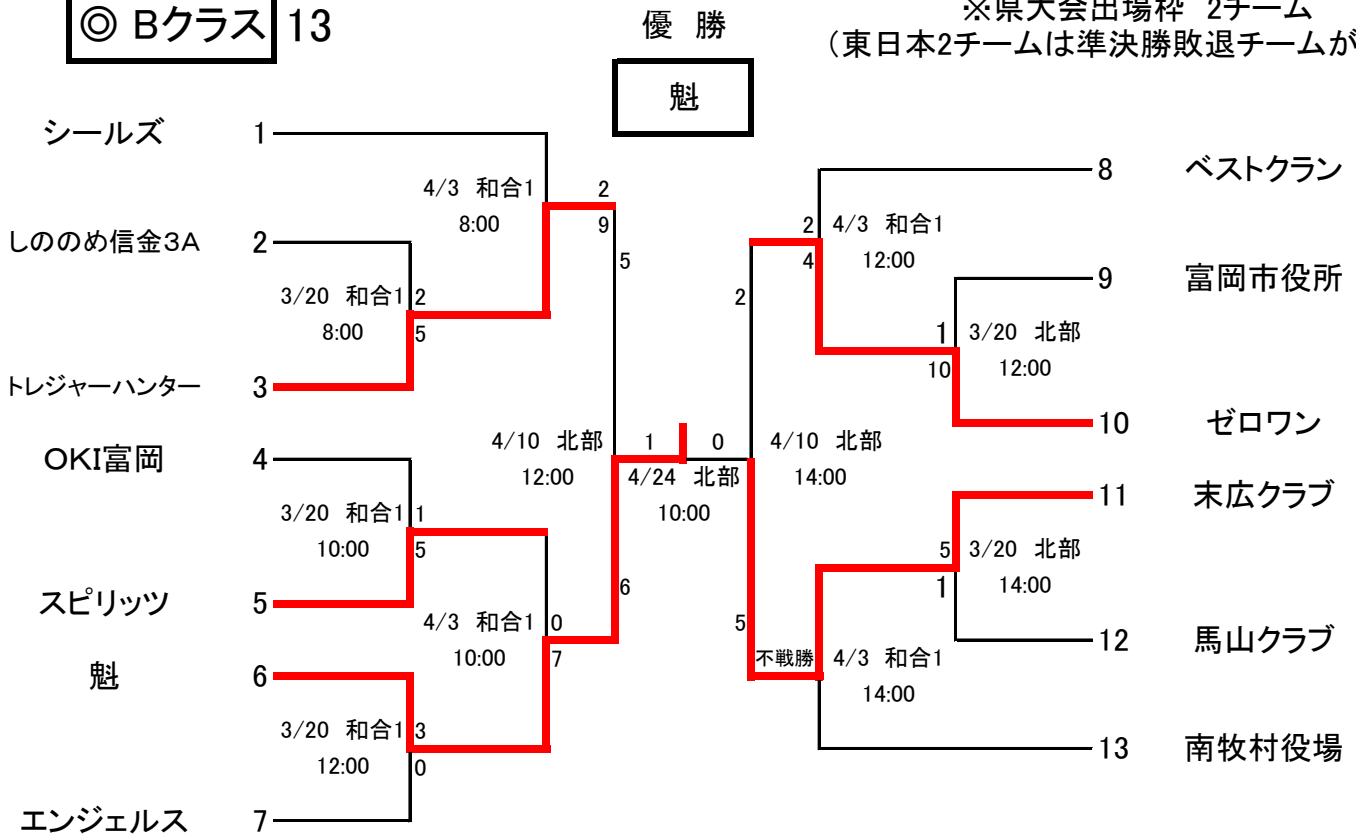 ◎ Bクラス 13
優 勝
※県大会出場枠 2チーム
（東日本2チームは準決勝敗退チームが
魁
シールズ 1
4/3 和合1
8:00
2
9
しののめ信金3A 2
3/20 和合1
8:00
2
5
トレジャーハンター 3
5
OKI富岡 4
3/20 和合1
10:00
1
5
スピリッツ 5
4/3 和合1
10:00
0
7
魁 6
3/20 和合1
12:00
3
0
エンジェルス 7
4/10 北部
12:00
6
1 0
4/24 北部
10:00
8 ベストクラン
2
4
4/3 和合1
12:00
9 富岡市役所
1
10
3/20 北部
12:00
10 ゼロワン
2
4/10 北部
14:00
11 末広クラブ
5
1
3/20 北部
14:00
12 馬山クラブ
5
不戦勝
4/3 和合1
14:00
13 南牧村役場